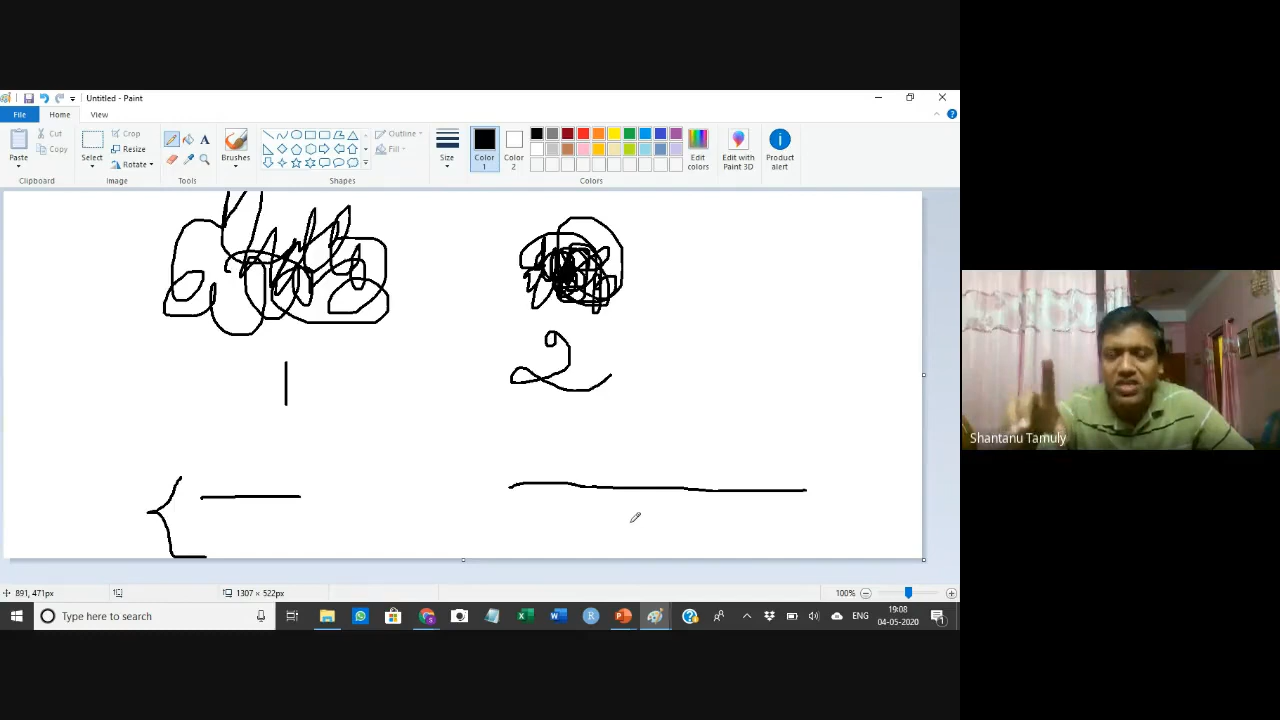 Untitled - Paint
File Home View
Paste Cut Copy Select Crop Resize Rotate A Brushes Outline Fill Size Color 1 Color 2 Edit colors Edit with Paint 3D Product alert
Clipboard Image Tools Shapes Colors
1 2
Shantanu Tamuly
891, 471px 1307 × 522px 100%
Type here to search ENG 19:08 04-05-2020